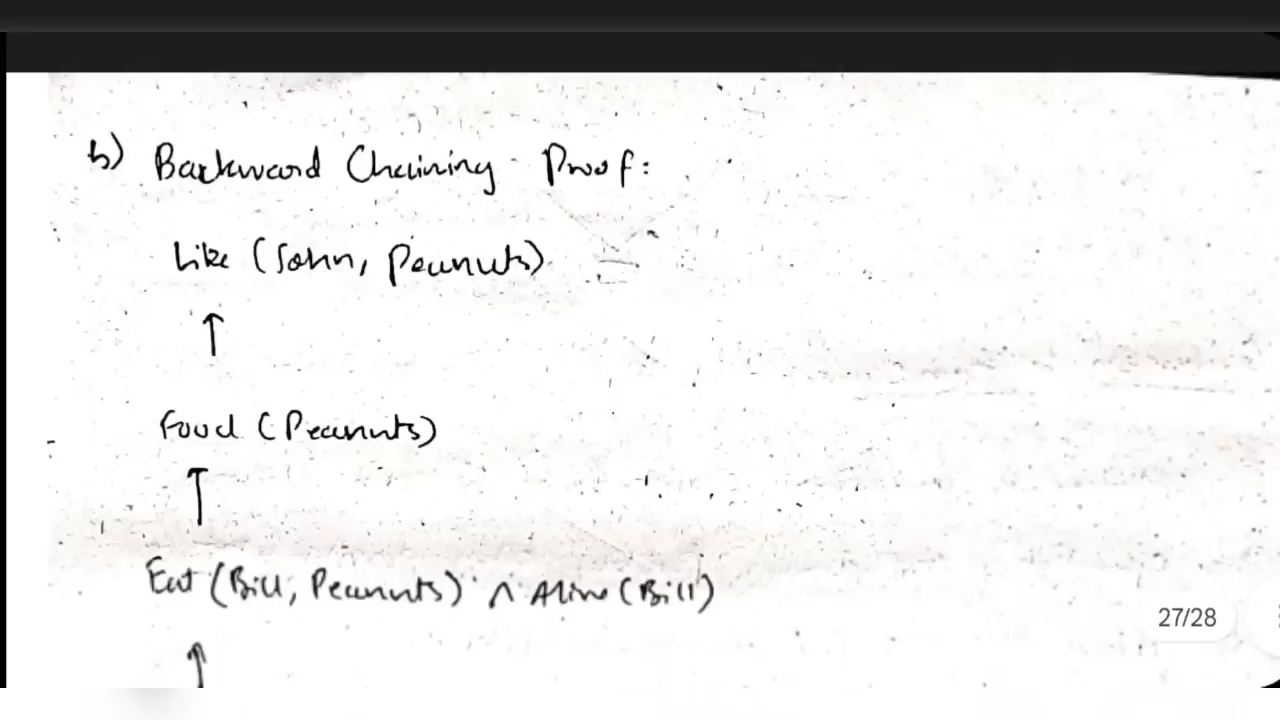 b) Backward Chaining Proof:
Like (John, Peanuts)
↑
Food (Peanuts)
↑
Eat (Bill, Peanuts) ∧ Alive (Bill)
↑
27/28